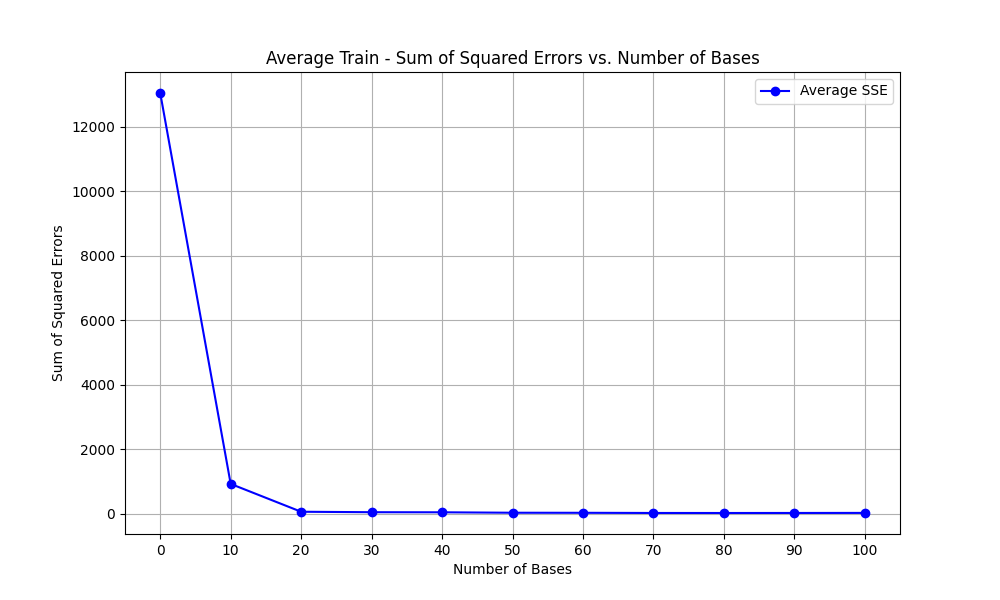 Average Train - Sum of Squared Errors vs. Number of Bases
Average SSE
12000
10000
8000
6000
4000
2000
0
Sum of Squared Errors
0 10 20 30 40 50 60 70 80 90 100
Number of Bases